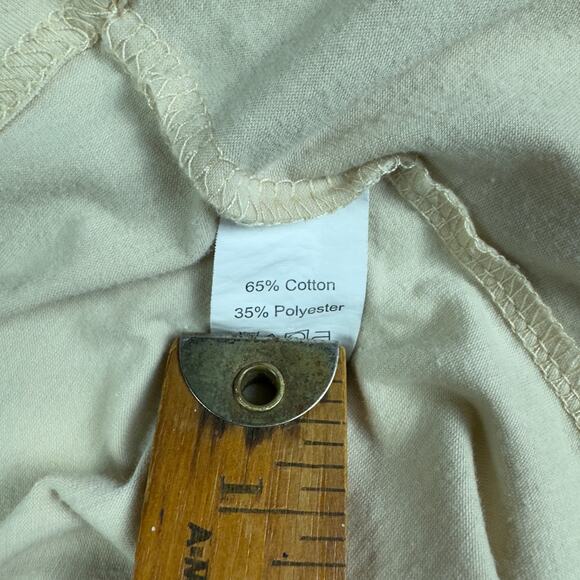 65% Cotton
35% Polyester
1
A-N